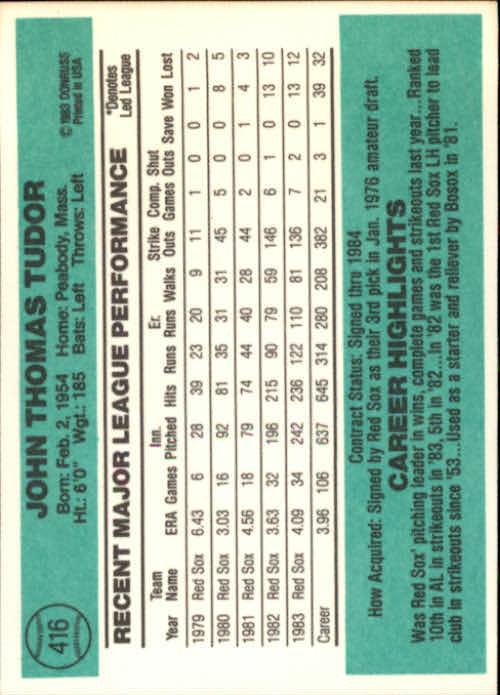 416
JOHN THOMAS TUDOR
Born: Feb. 2, 1954 Home: Peabody, Mass.
Ht.: 6'0" Wgt.: 185 Bats: Left Throws: Left
© 1983 DONRUSS
Printed in USA
RECENT MAJOR LEAGUE PERFORMANCE
*Denotes
Led League
Team Inn. Er. Strike Comp. Shut
Year Name ERA Games Pitched Hits Runs Runs Walks Outs Games Outs Save Won Lost
1979 Red Sox 6.43 6 28 39 23 20 9 11 1 0 0 1 2
1980 Red Sox 3.03 16 92 81 35 31 31 45 5 0 0 8 5
1981 Red Sox 4.56 18 79 74 44 40 28 44 2 0 1 4 3
1982 Red Sox 3.63 32 196 215 90 79 59 146 6 1 0 13 10
1983 Red Sox 4.09 34 242 236 122 110 81 136 7 2 0 13 12
Career 3.96 106 637 645 314 280 208 382 21 3 1 39 32
Contract Status: Signed thru 1984
How Acquired: Signed by Red Sox as their 3rd pick in Jan. 1976 amateur draft.
CAREER HIGHLIGHTS
Was Red Sox' pitching leader in wins, complete games and strikeouts last year...Ranked
10th in AL in strikeouts in '83, 5th in '82...In '82 was the 1st Red Sox LH pitcher to lead
club in strikeouts since '53...Used as a starter and reliever by Bosox in '81.